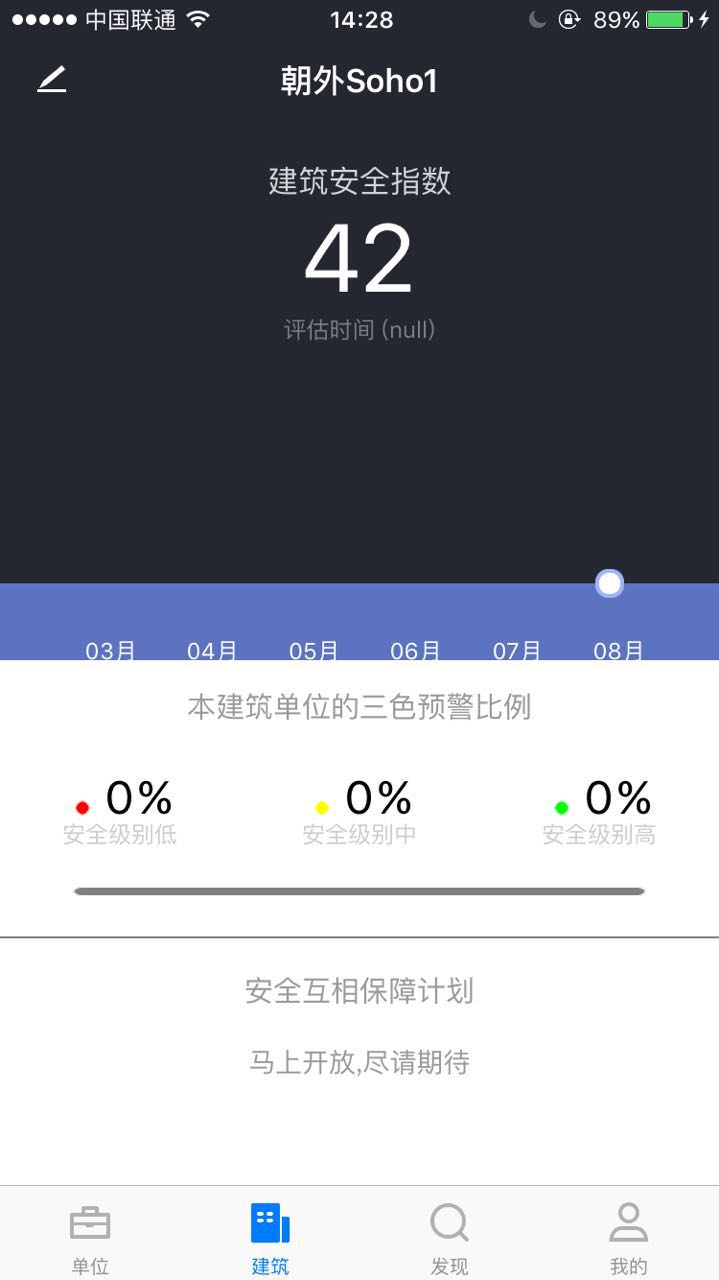 中国联通 14:28 89%
朝外Soho1
建筑安全指数
42
评估时间 (null)
03月 04月 05月 06月 07月 08月
本建筑单位的三色预警比例
0% 0% 0%
安全级别低 安全级别中 安全级别高
安全互相保障计划
马上开放,尽请期待
单位 建筑 发现 我的